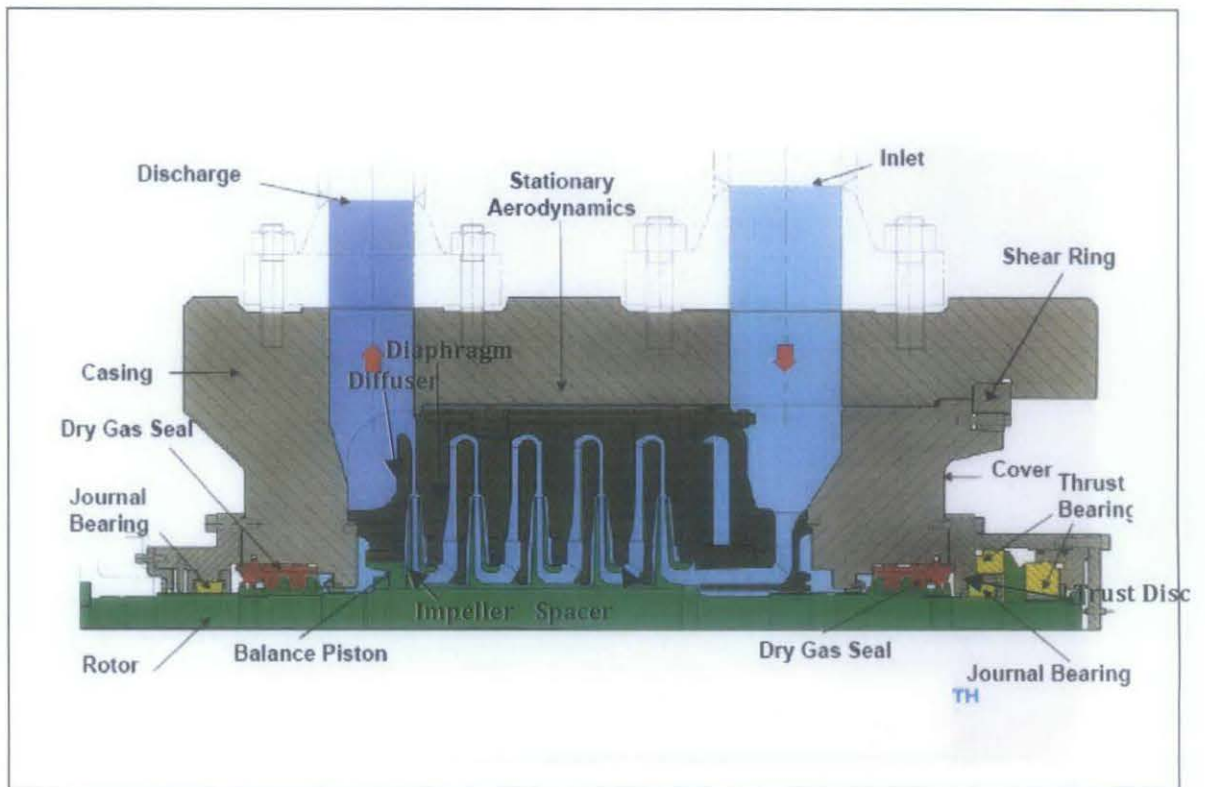 Discharge
Inlet
Stationary
Aerodynamics
Shear Ring
Diaphragm
Diffuser
Casing
Dry Gas Seal
Cover
Journal
Bearing
Thrust
Bearing
Impeller
Spacer
Trust Disc
Balance Piston
Dry Gas Seal
Rotor
Journal Bearing
TH